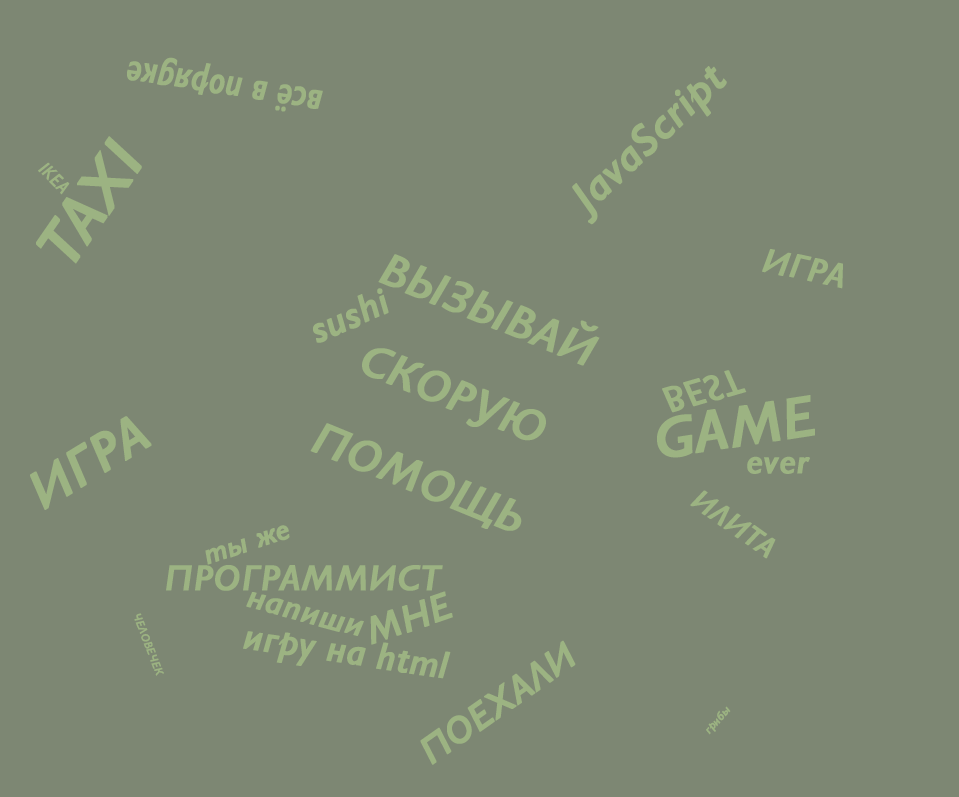 всё в порядке
JavaScript
IKEA
TAXI
ИГРА
ВЫЗЫВАЙ
sushi
СКОРУЮ
ПОМОЩЬ
BEST
GAME
ever
ИГРА
ИЛИТА
ты же
ПРОГРАММИСТ
напиши МНЕ
игру на html
ЧЕЛОВЕЧЕК
ПОЕХАЛИ
грибы